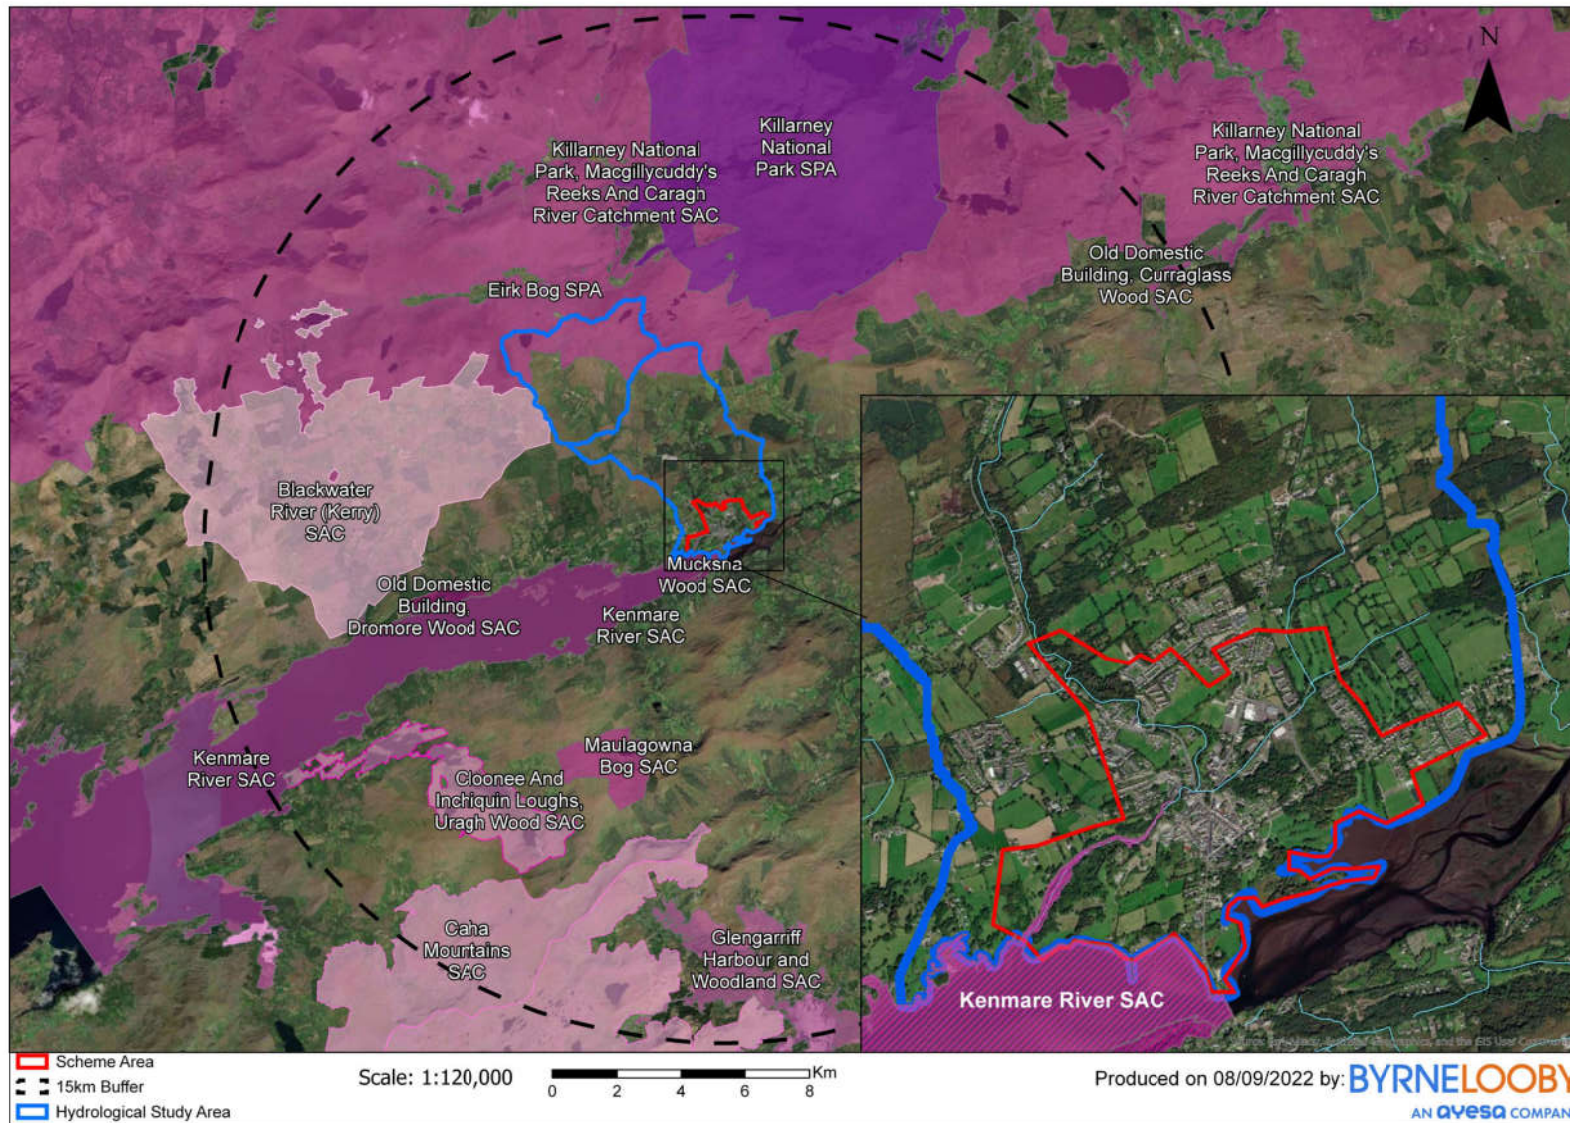 N
Killarney National
Park, Macgillycuddy's
Reeks And Caragh
River Catchment SAC
Killarney
National
Park SPA
Killarney National
Park, Macgillycuddy's
Reeks And Caragh
River Catchment SAC
Old Domestic
Building, Curraglass
Wood SAC
Eirk Bog SPA
Blackwater
River (Kerry)
SAC
Old Domestic
Building,
Dromore Wood SAC
Mucksna
Wood SAC
Kenmare
River SAC
Kenmare
River SAC
Maulagowna
Bog SAC
Cloonee And
Inchiquin Loughs,
Uragh Wood SAC
Caha
Mountains
SAC
Glengarriff
Harbour and
Woodland SAC
Kenmare River SAC
and the GIS User
Scheme Area
15km Buffer
Hydrological Study Area
Scale: 1:120,000
Km
0 2 4 6 8
Produced on 08/09/2022 by:
BYRNELOOBY
AN ayesa COMPAN